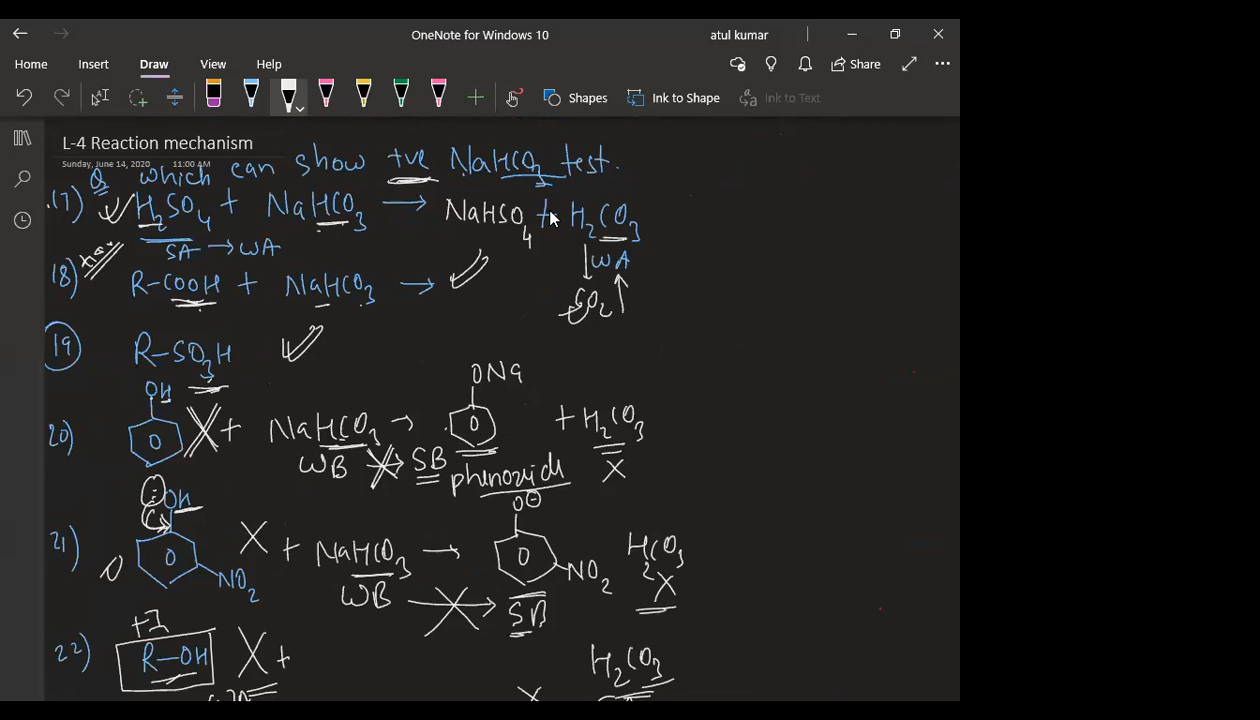 OneNote for Windows 10
atul kumar
Home Insert Draw View Help
Share
Shapes Ink to Shape Ink to Text
L-4 Reaction mechanism
Sunday, June 14, 2020 11:00 AM
Q which can show +ve NaHCO3 test.
17) H2SO4 + NaHCO3 → NaHSO4 + H2CO3
SA → WA
WA
18) R-COOH + NaHCO3 →
CO2 ↑
19 R-SO3H
OH
ONa
20) X + NaHCO3 → + H2CO3
WB SB X
phenoxide
OH
O⊖
21) X + NaHCO3 → H2CO3
NO2
NO2
X
WB SB
+I
22) R-OH X +
H2CO3
X